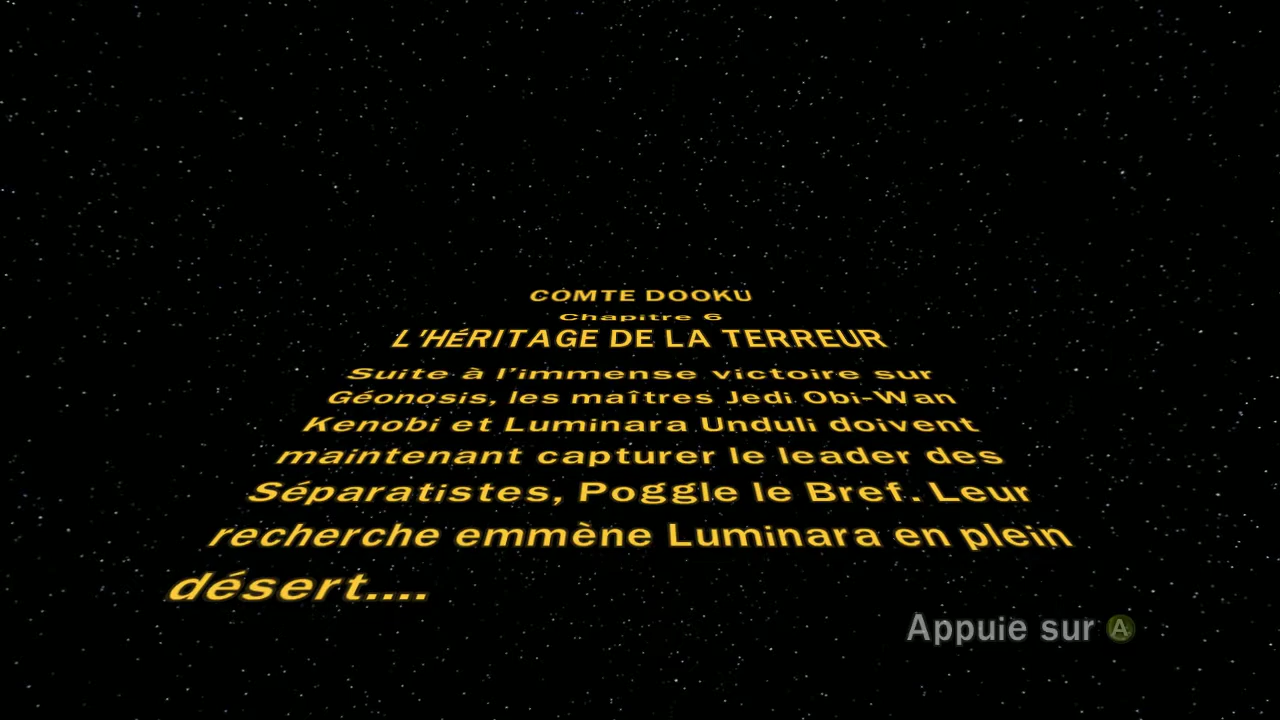 COMTE DOOKU
Chapitre 6
L'HÉRITAGE DE LA TERREUR
Suite à l'immense victoire sur
Géonosis, les maîtres Jedi Obi-Wan
Kenobi et Luminara Unduli doivent
maintenant capturer le leader des
Séparatistes, Poggle le Bref. Leur
recherche emmène Luminara en plein
désert....
Appuie sur A